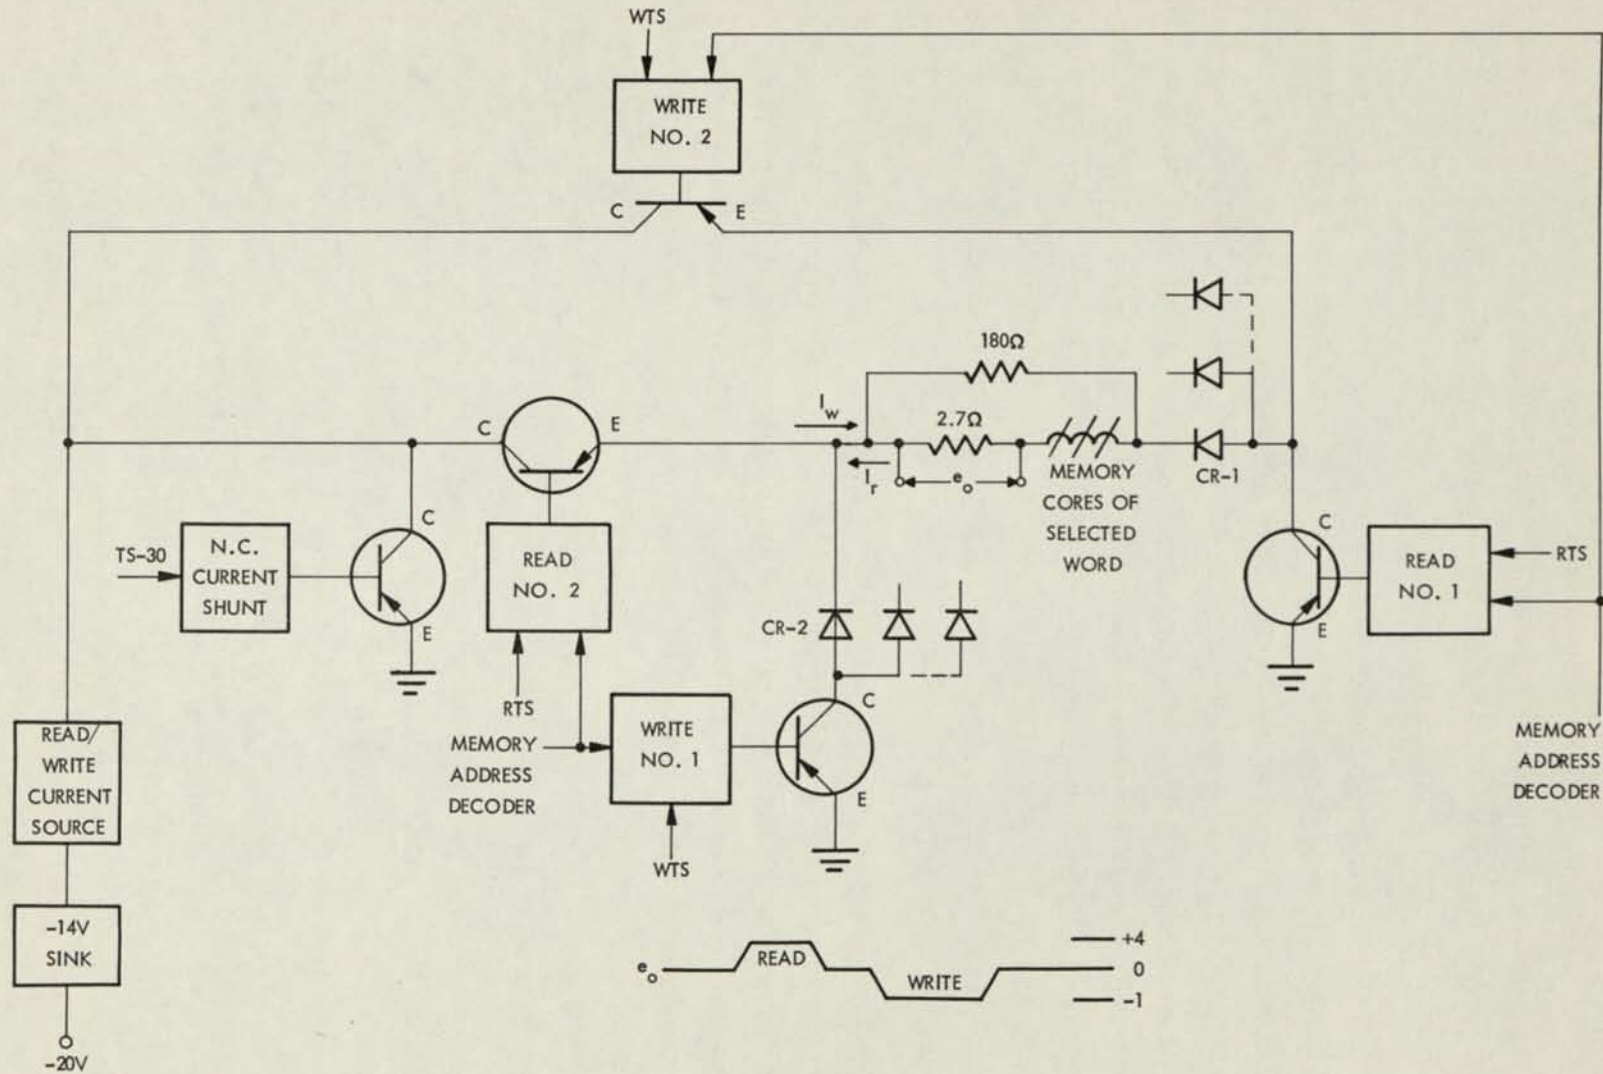 WTS
WRITE
NO. 2
C
E
180Ω
I_w
2.7Ω
C
E
I_r
e_o
MEMORY
CORES OF
SELECTED
WORD
CR-1
TS-30
N.C.
CURRENT
SHUNT
C
E
READ
NO. 2
CR-2
C
E
READ
NO. 1
RTS
RTS
MEMORY
ADDRESS
DECODER
WRITE
NO. 1
C
E
WTS
MEMORY
ADDRESS
DECODER
READ/
WRITE
CURRENT
SOURCE
-14V
SINK
-20V
e_o
READ
WRITE
+4
0
-1